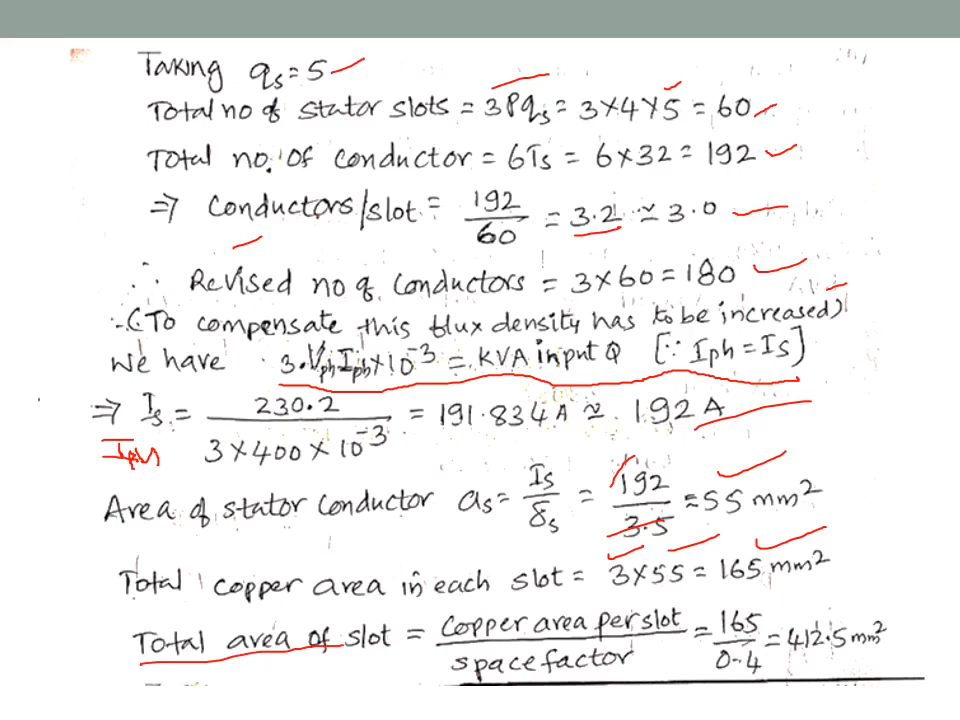 Taking qs = 5
Total no of stator slots = 3Pqs = 3×4×5 = 60
Total no. of conductor = 6Ts = 6×32 = 192
⇒ Conductors/slot = 192/60 = 3.2 ≃ 3.0
∴ Revised no of conductors = 3×60 = 180
(To compensate this flux density has to be increased)
We have 3.Vph Iph × 10⁻³ = KVA input Q [∵ Iph = Is]
⇒ Is = 230.2/(3×400×10⁻³) = 191.834 A ≃ 192 A
Iph
Area of stator conductor as = Is/δs = 192/3.5 = 55 mm²
Total copper area in each slot = 3×55 = 165 mm²
Total area of slot = Copper area per slot/space factor = 165/0.4 = 412.5 mm²